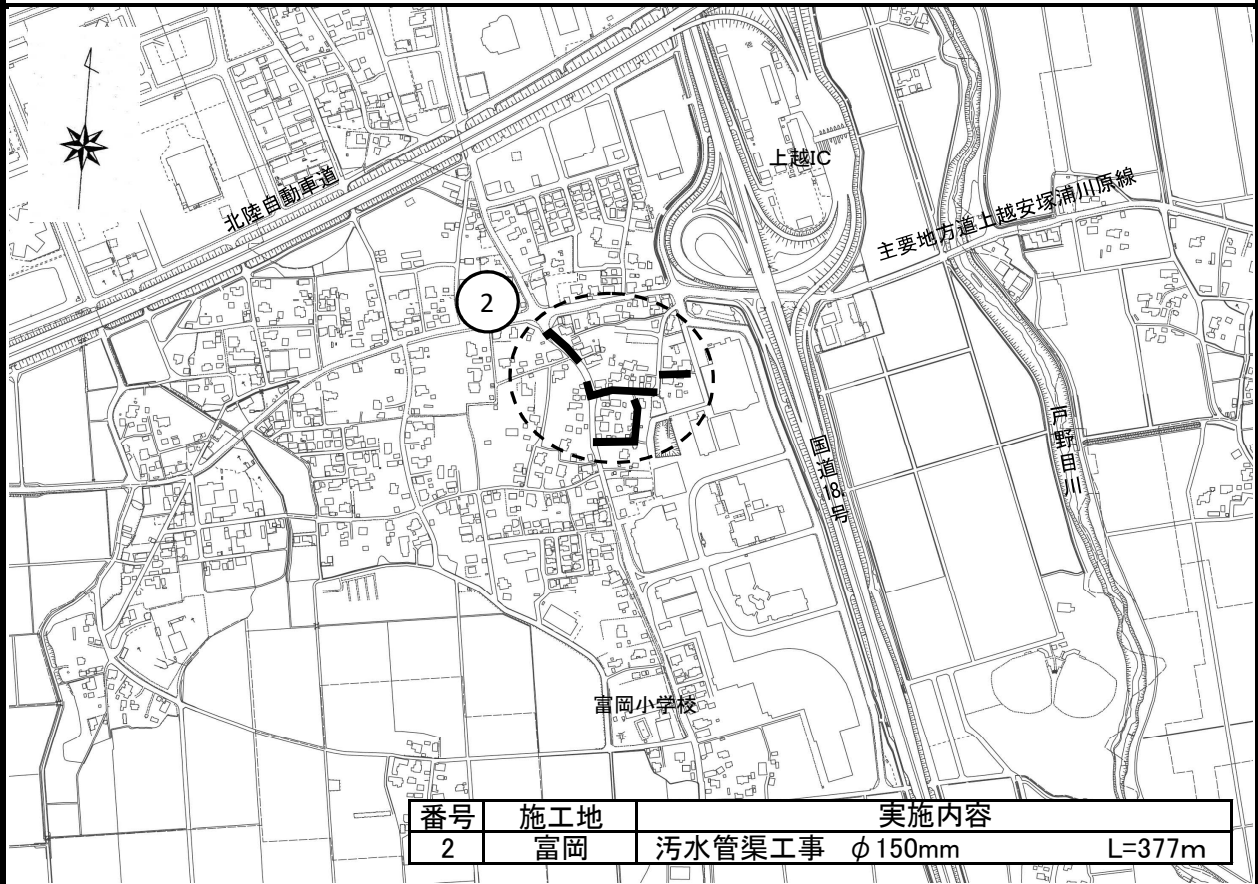 北陸自動車道
上越IC
主要地方道上越安塚浦川原線
2
戸野目川
国道18号
富岡小学校
番号 施工地 実施内容
2 富岡 汚水管渠工事 φ150mm L=377m